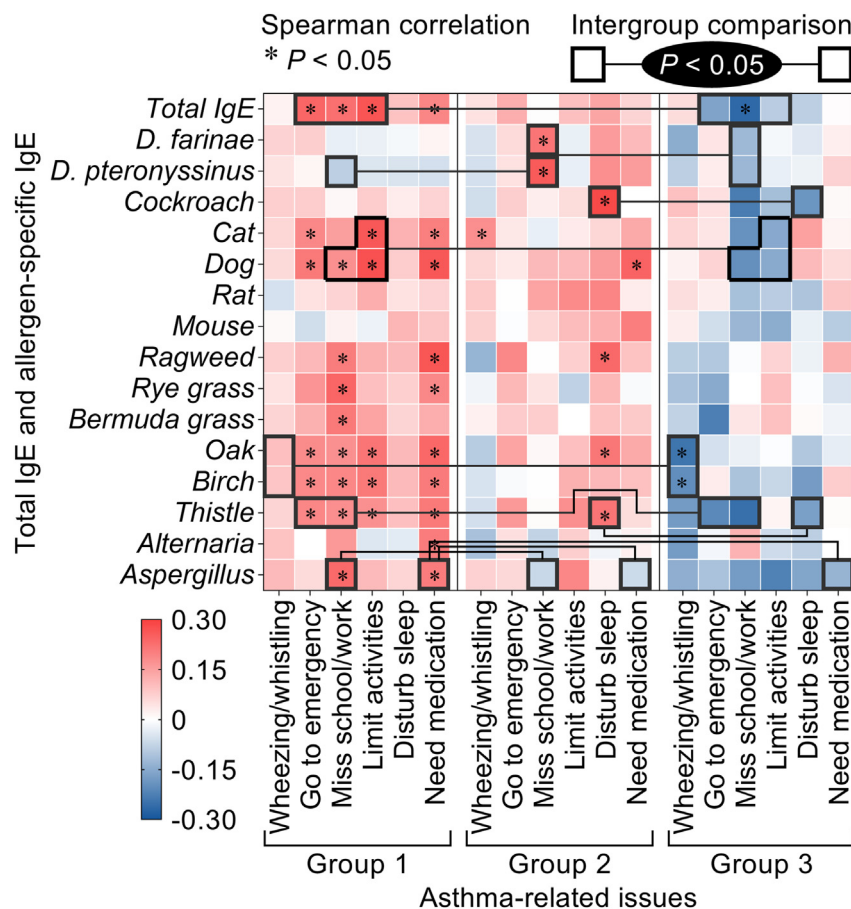 Spearman correlation
* P < 0.05
Intergroup comparison
P < 0.05
Total IgE and allergen-specific IgE
Total IgE
D. farinae
D. pteronyssinus
Cockroach
Cat
Dog
Rat
Mouse
Ragweed
Rye grass
Bermuda grass
Oak
Birch
Thistle
Alternaria
Aspergillus
0.30
0.15
0
-0.15
-0.30
Wheezing/whistling
Go to emergency
Miss school/work
Limit activities
Disturb sleep
Need medication
Wheezing/whistling
Go to emergency
Miss school/work
Limit activities
Disturb sleep
Need medication
Wheezing/whistling
Go to emergency
Miss school/work
Limit activities
Disturb sleep
Need medication
Group 1
Group 2
Group 3
Asthma-related issues